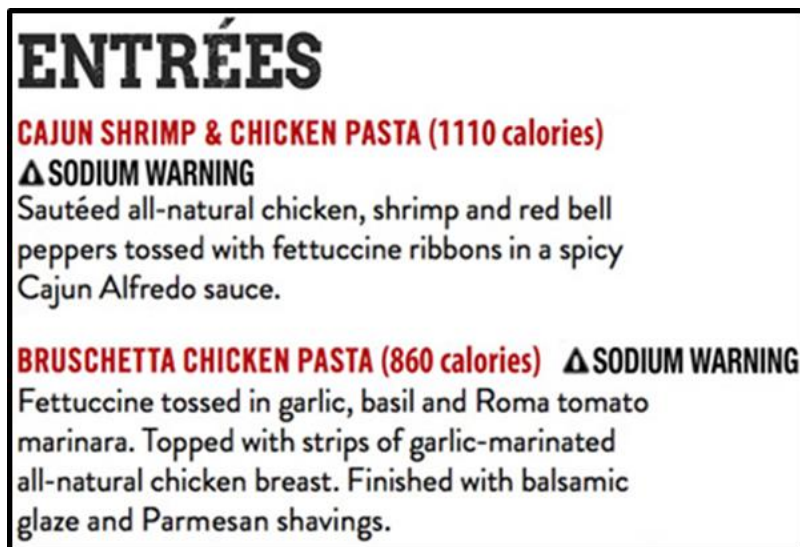 ENTRÉES
CAJUN SHRIMP & CHICKEN PASTA (1110 calories)
SODIUM WARNING
Sautéed all-natural chicken, shrimp and red bell
peppers tossed with fettuccine ribbons in a spicy
Cajun Alfredo sauce.
BRUSCHETTA CHICKEN PASTA (860 calories) SODIUM WARNING
Fettuccine tossed in garlic, basil and Roma tomato
marinara. Topped with strips of garlic-marinated
all-natural chicken breast. Finished with balsamic
glaze and Parmesan shavings.